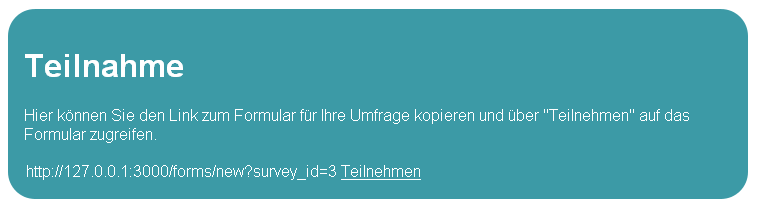 Teilnahme
Hier können Sie den Link zum Formular für Ihre Umfrage kopieren und über "Teilnehmen" auf das
Formular zugreifen.
http://127.0.0.1:3000/forms/new?survey_id=3 Teilnehmen